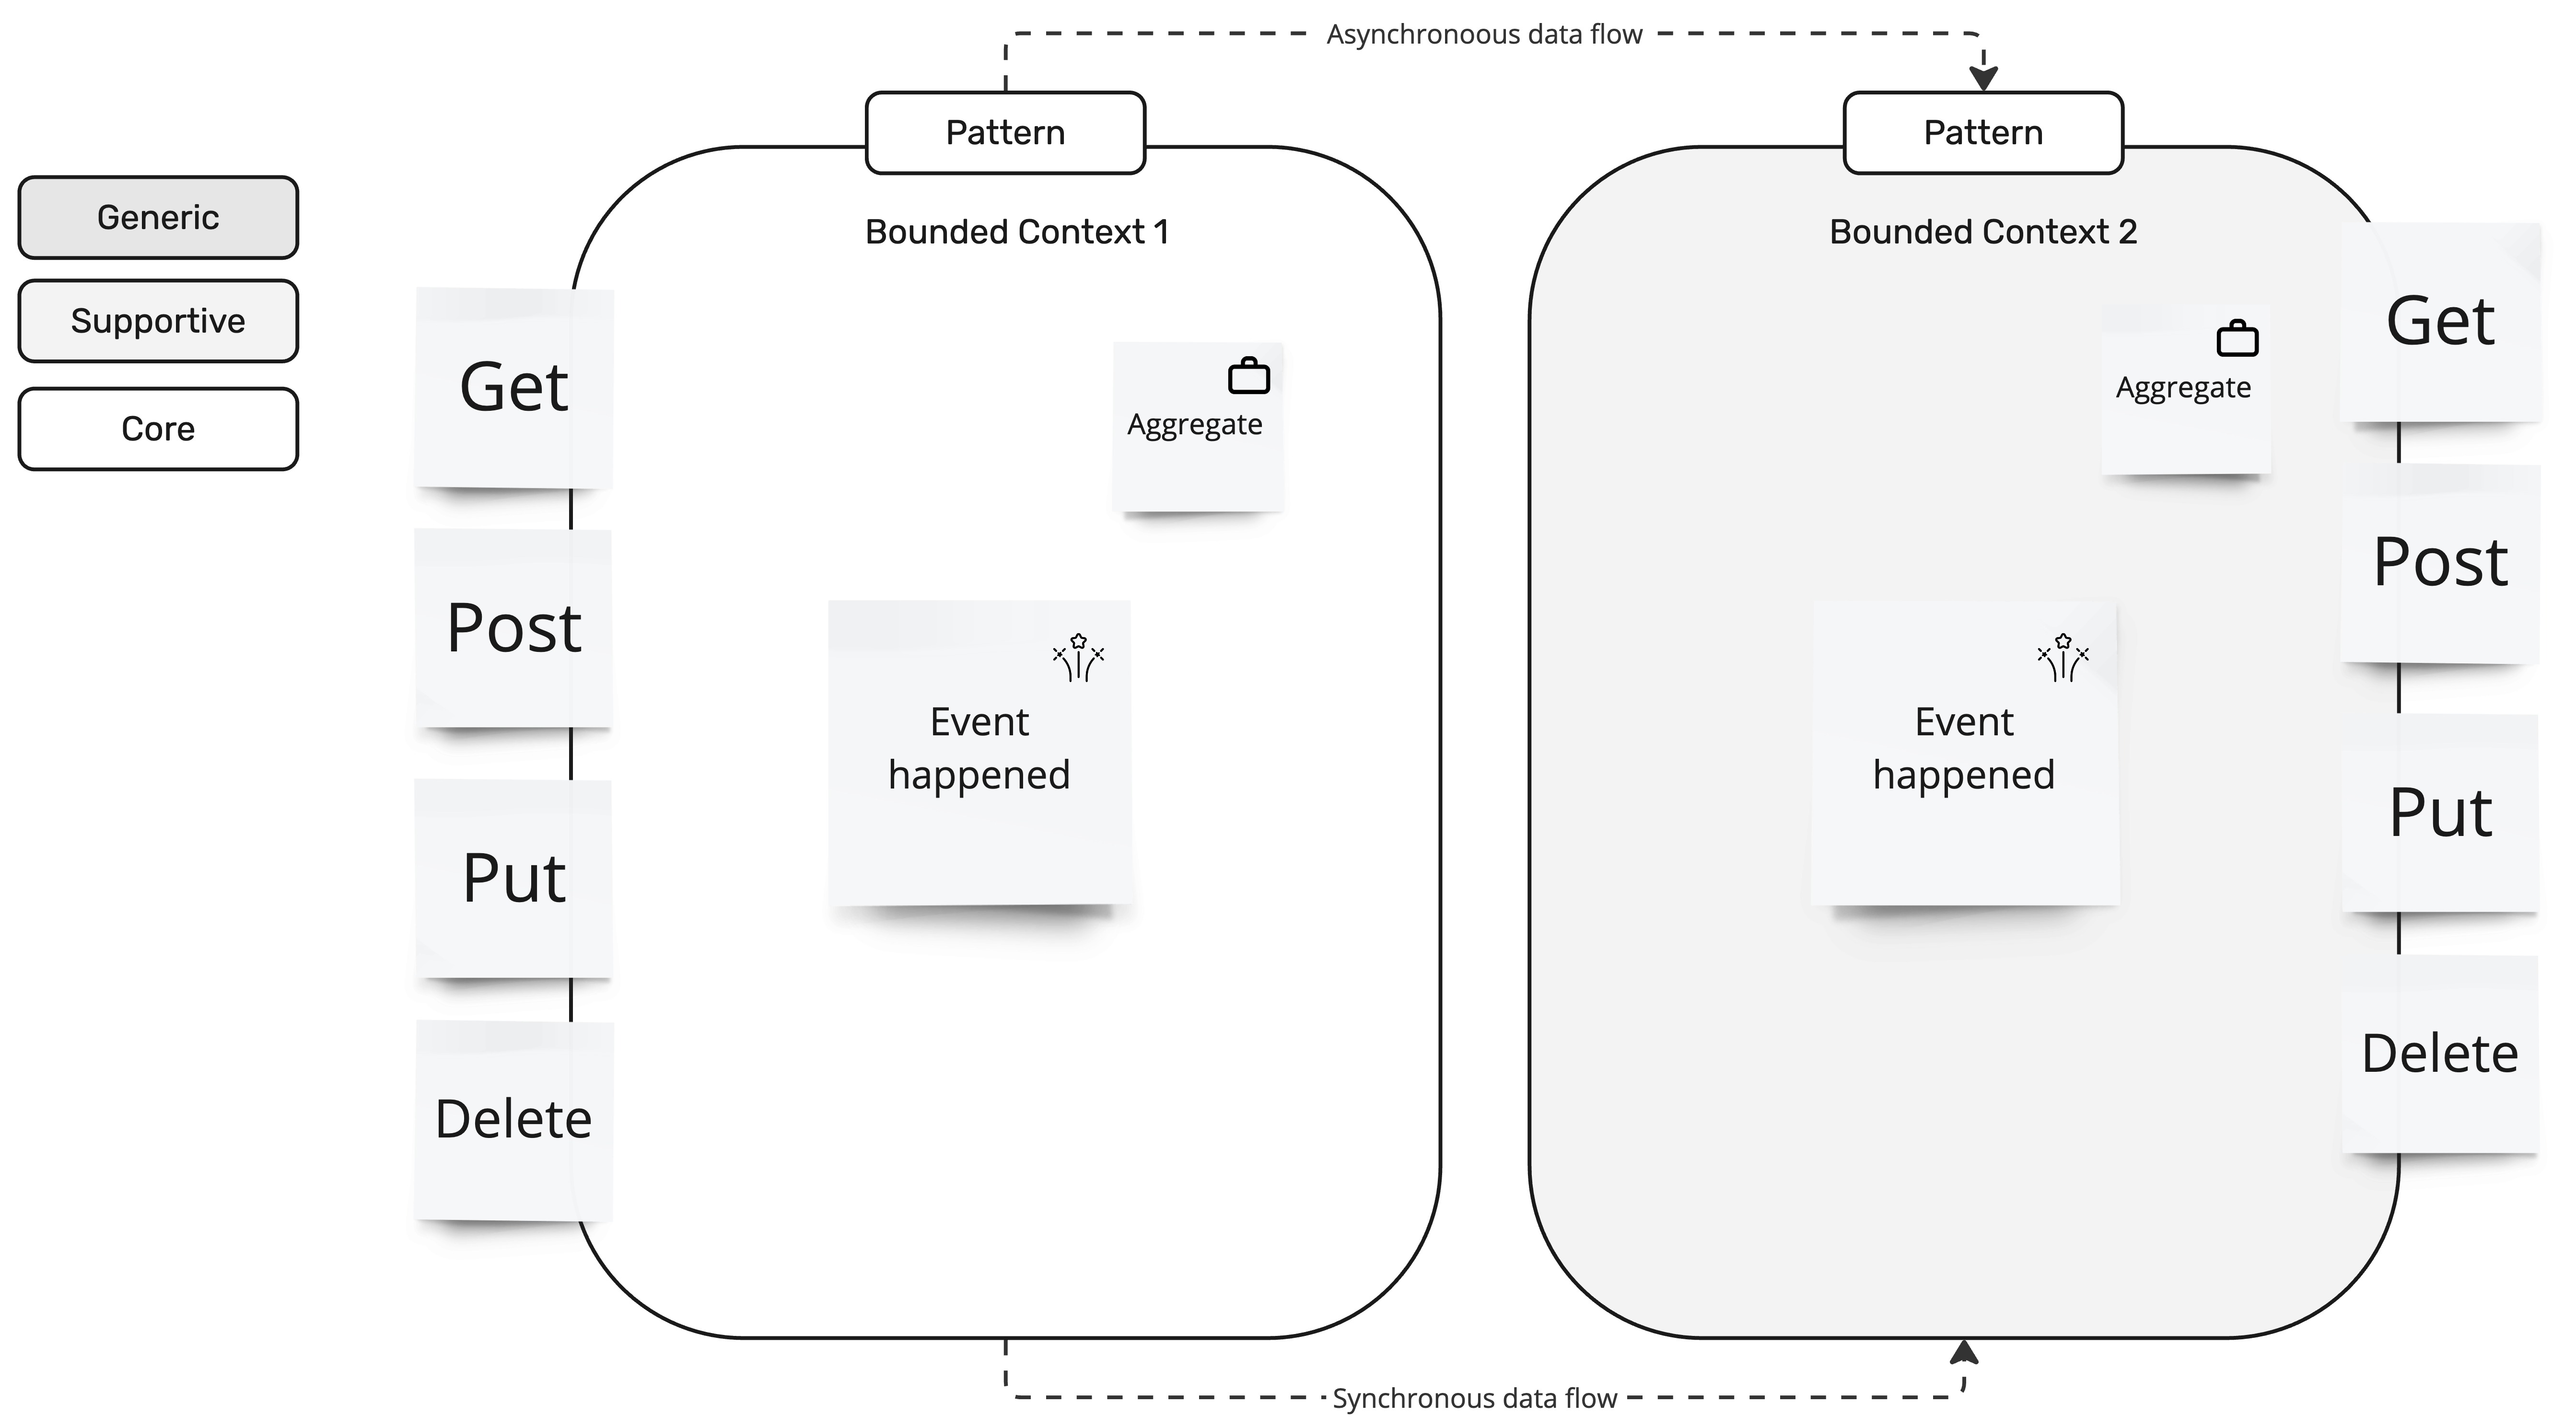 Asynchronoous data flow
Pattern
Pattern
Generic
Supportive
Core
Bounded Context 1
Get
Post
Put
Delete
Aggregate
Event
happened
Bounded Context 2
Aggregate
Event
happened
Get
Post
Put
Delete
Synchronous data flow